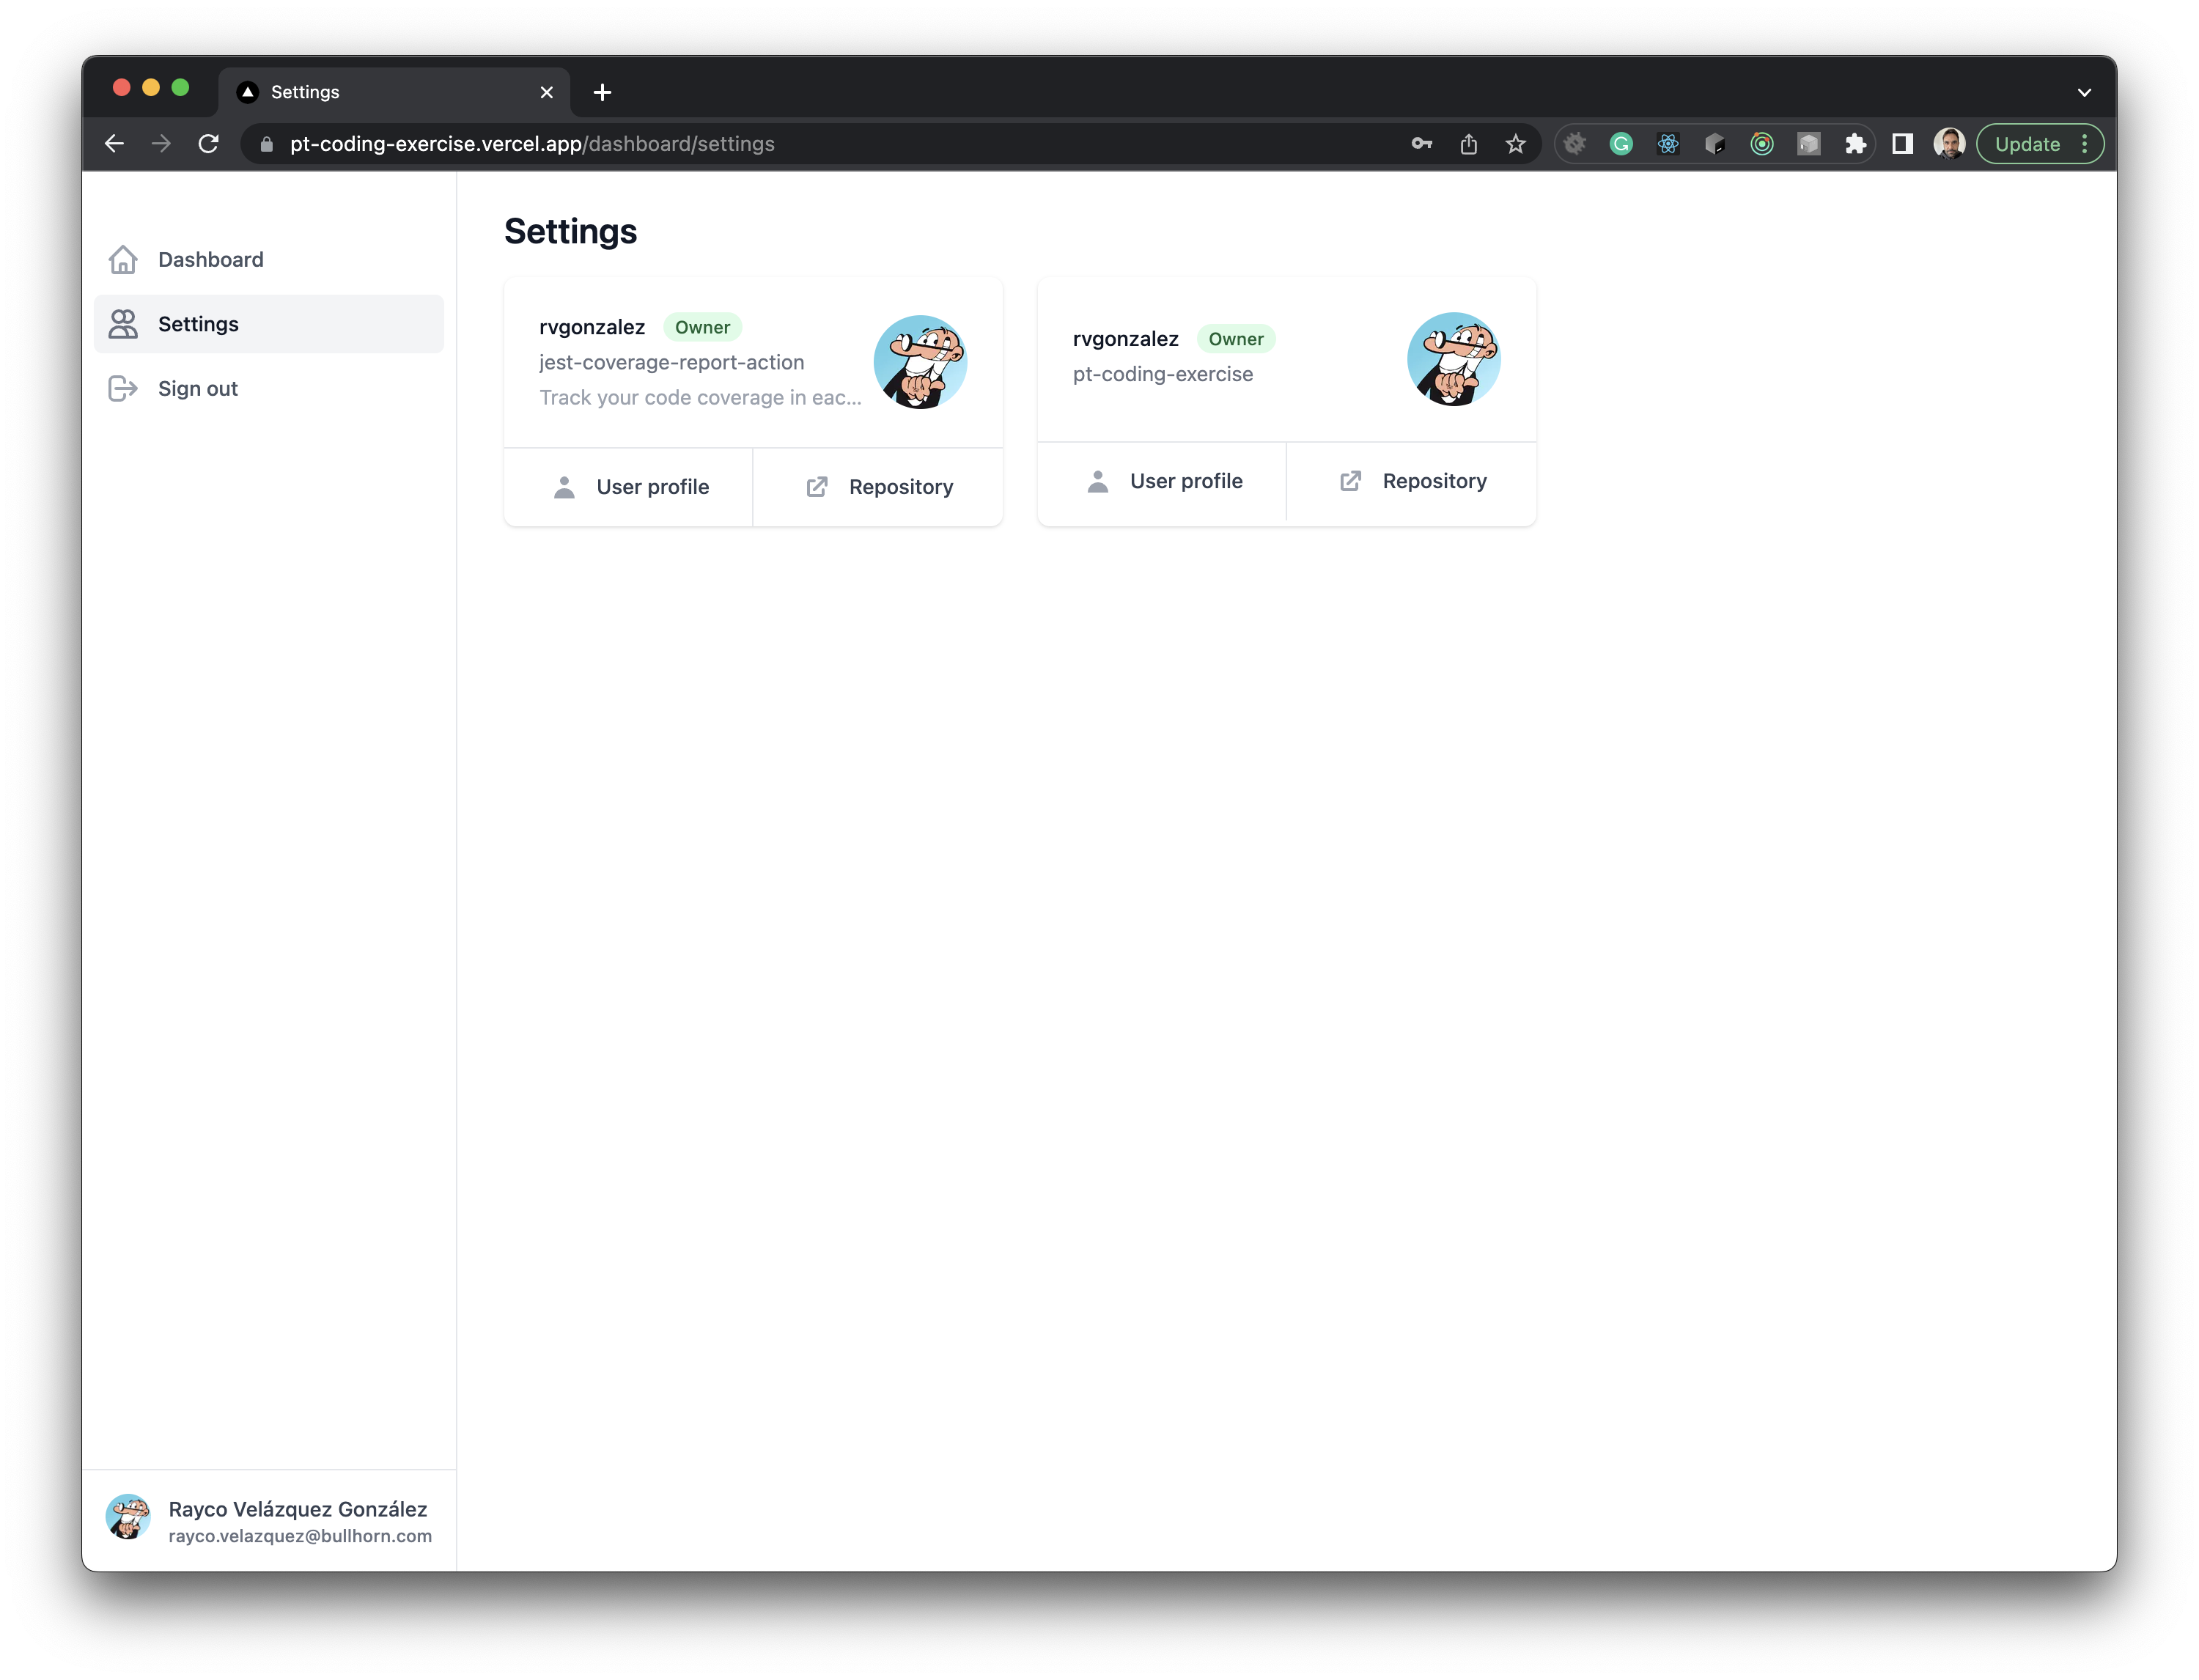 Settings
pt-coding-exercise.vercel.app/dashboard/settings
Update
Dashboard
Settings
Sign out
Settings
rvgonzalez Owner
jest-coverage-report-action
Track your code coverage in eac...
User profile
Repository
rvgonzalez Owner
pt-coding-exercise
User profile
Repository
Rayco Velázquez González
rayco.velazquez@bullhorn.com